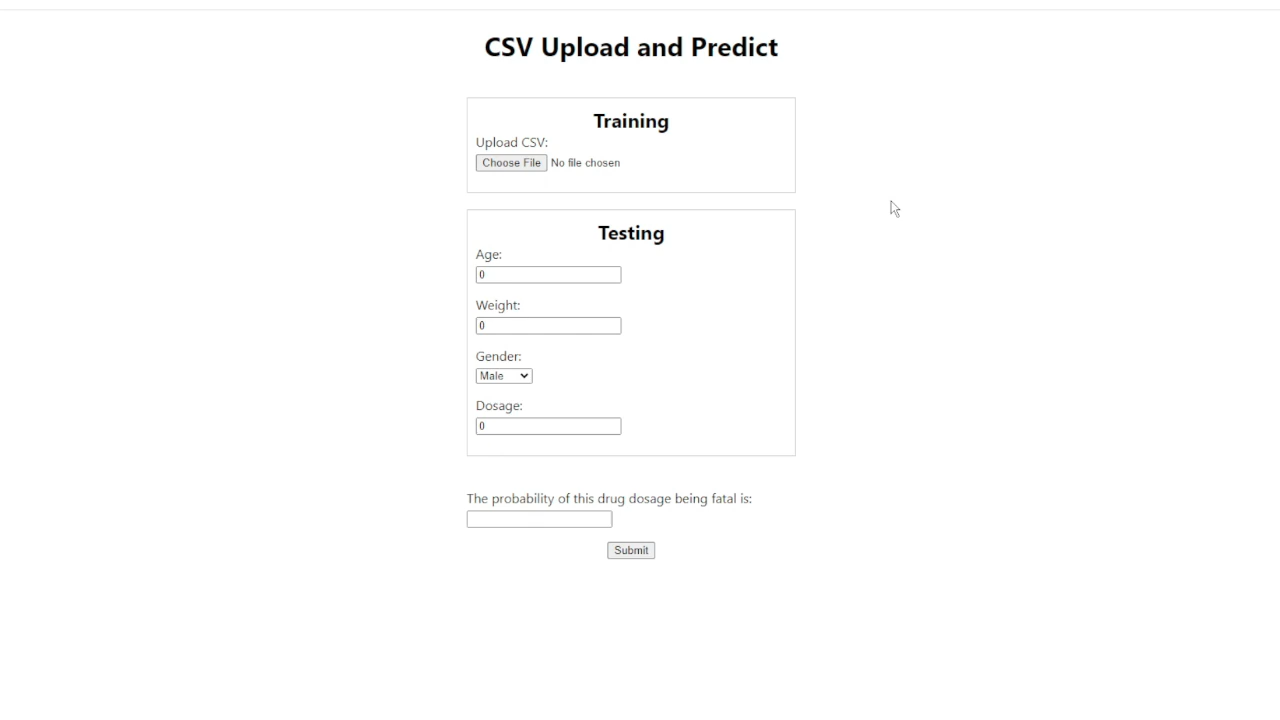 CSV Upload and Predict
Training
Upload CSV:
Choose File No file chosen
Testing
Age:
0
Weight:
0
Gender:
Male
Dosage:
0
The probability of this drug dosage being fatal is:
Submit